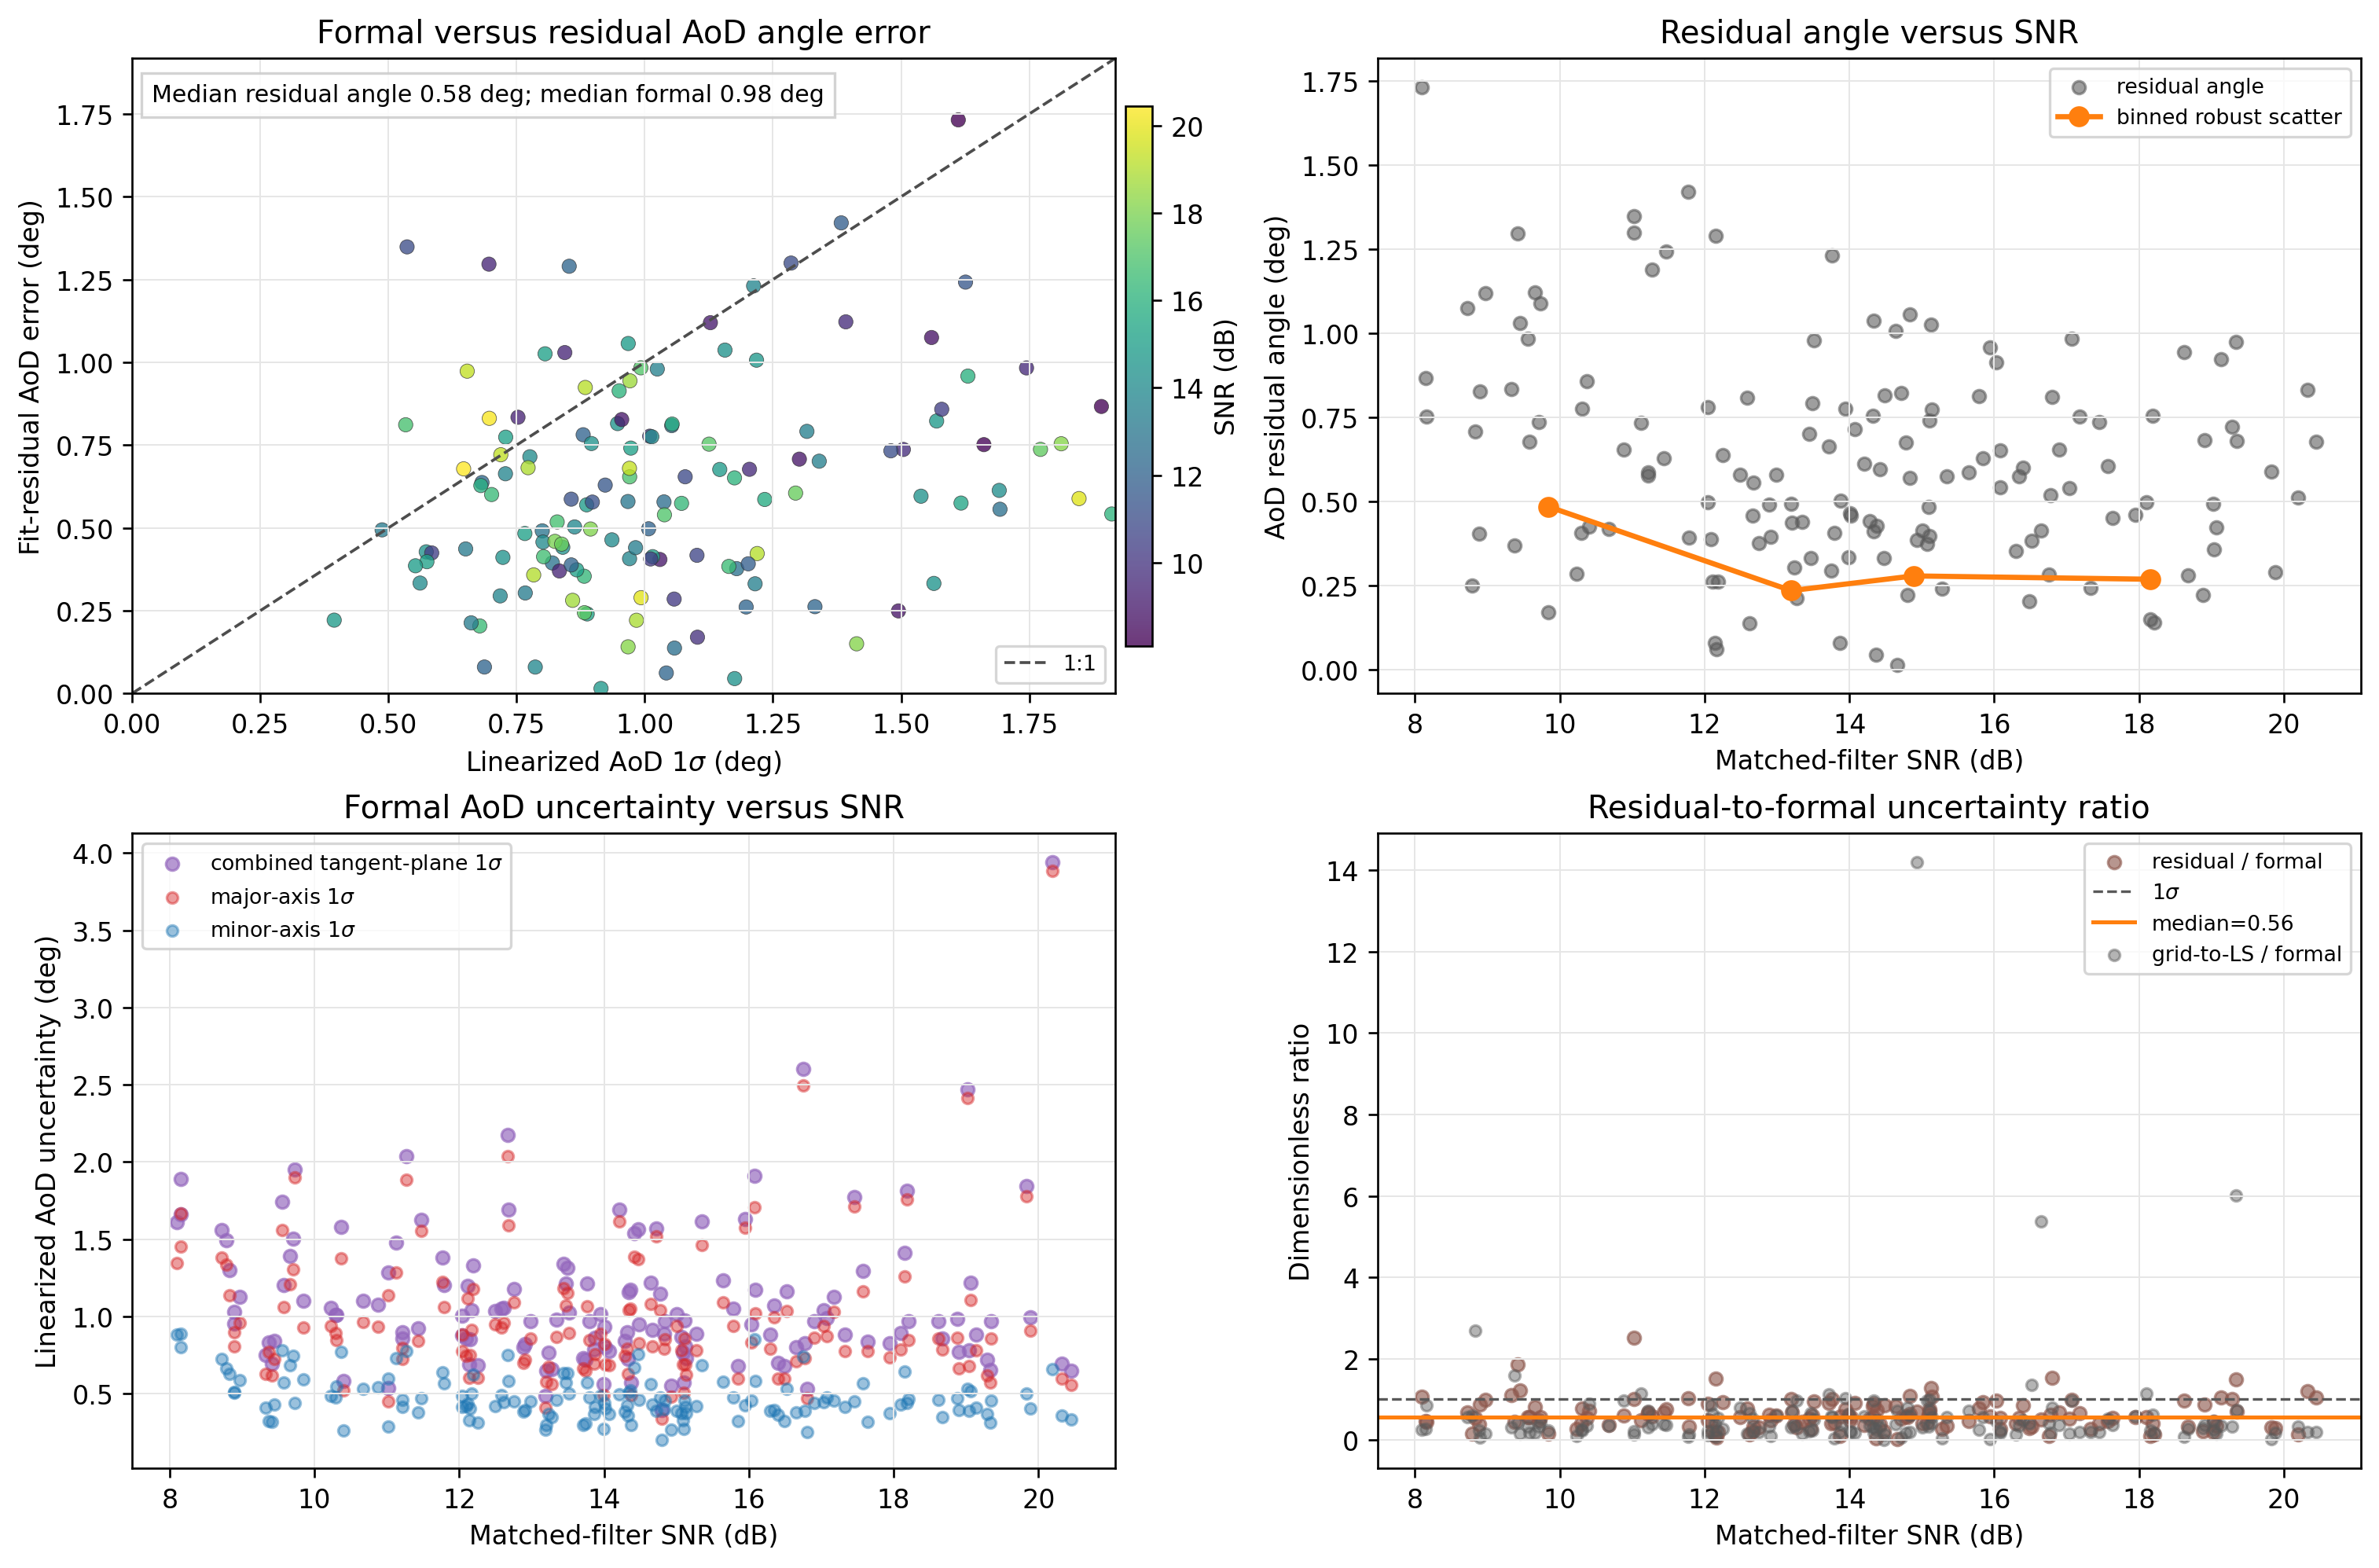 Formal versus residual AoD angle error
Median residual angle 0.58 deg; median formal 0.98 deg
Fit-residual AoD error (deg)
1.75
1.50
1.25
1.00
0.75
0.50
0.25
0.00
0.00 0.25 0.50 0.75 1.00 1.25 1.50 1.75
Linearized AoD 1σ (deg)
1:1
20
18
16
14
12
10
SNR (dB)
Residual angle versus SNR
residual angle
binned robust scatter
AoD residual angle (deg)
1.75
1.50
1.25
1.00
0.75
0.50
0.25
0.00
8 10 12 14 16 18 20
Matched-filter SNR (dB)
Formal AoD uncertainty versus SNR
combined tangent-plane 1σ
major-axis 1σ
minor-axis 1σ
Linearized AoD uncertainty (deg)
4.0
3.5
3.0
2.5
2.0
1.5
1.0
0.5
8 10 12 14 16 18 20
Matched-filter SNR (dB)
Residual-to-formal uncertainty ratio
residual / formal
1σ
median=0.56
grid-to-LS / formal
Dimensionless ratio
14
12
10
8
6
4
2
0
8 10 12 14 16 18 20
Matched-filter SNR (dB)